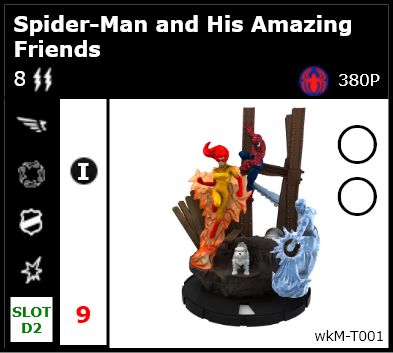 Spider-Man and His Amazing
Friends
8
380P
I
SLOT
D2
9
wkM-T001